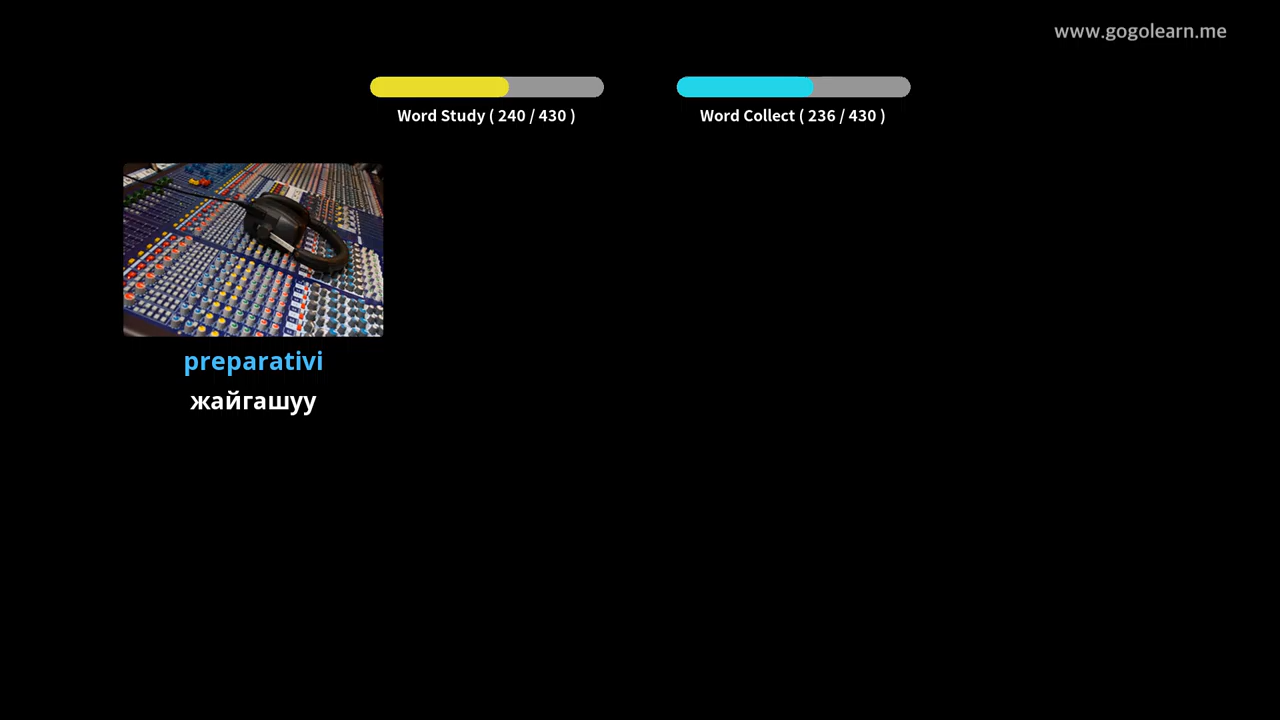 www.gogolearn.me
Word Study ( 240 / 430 )
Word Collect ( 236 / 430 )
preparativi
жайгашуу